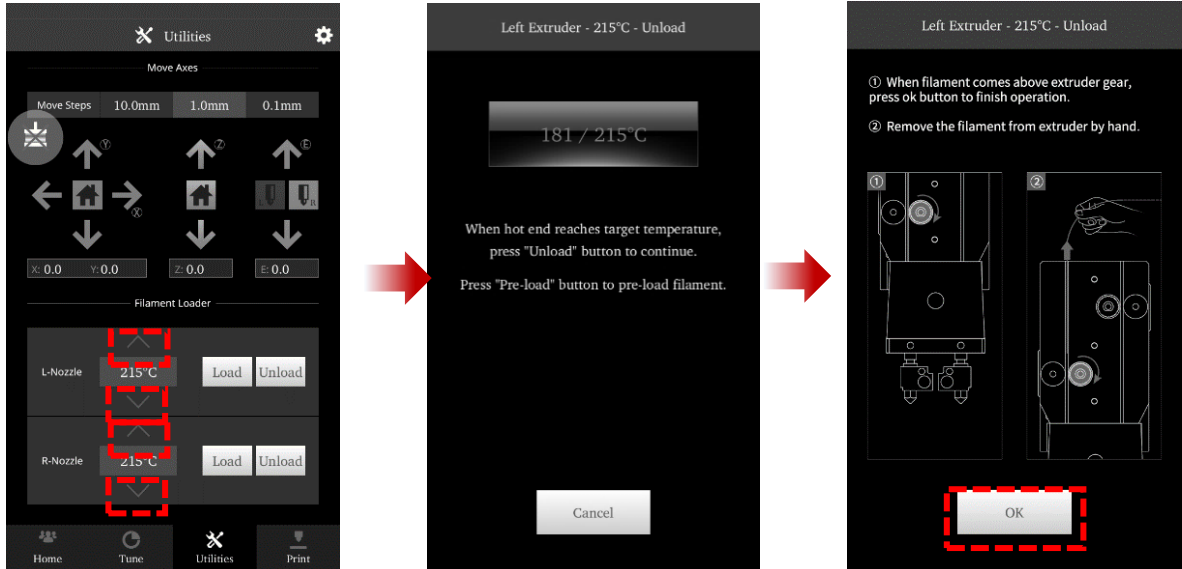 Utilities
Move Axes
Move Steps 10.0mm 1.0mm 0.1mm
Y Z E
X L R
X: 0.0 Y: 0.0 Z: 0.0 E: 0.0
Filament Loader
L-Nozzle 215°C Load Unload
R-Nozzle 215°C Load Unload
Home Tune Utilities Print
Left Extruder - 215°C - Unload
181 / 215°C
When hot end reaches target temperature,
press "Unload" button to continue.
Press "Pre-load" button to pre-load filament.
Cancel
Left Extruder - 215°C - Unload
① When filament comes above extruder gear,
press ok button to finish operation.
② Remove the filament from extruder by hand.
① ②
OK